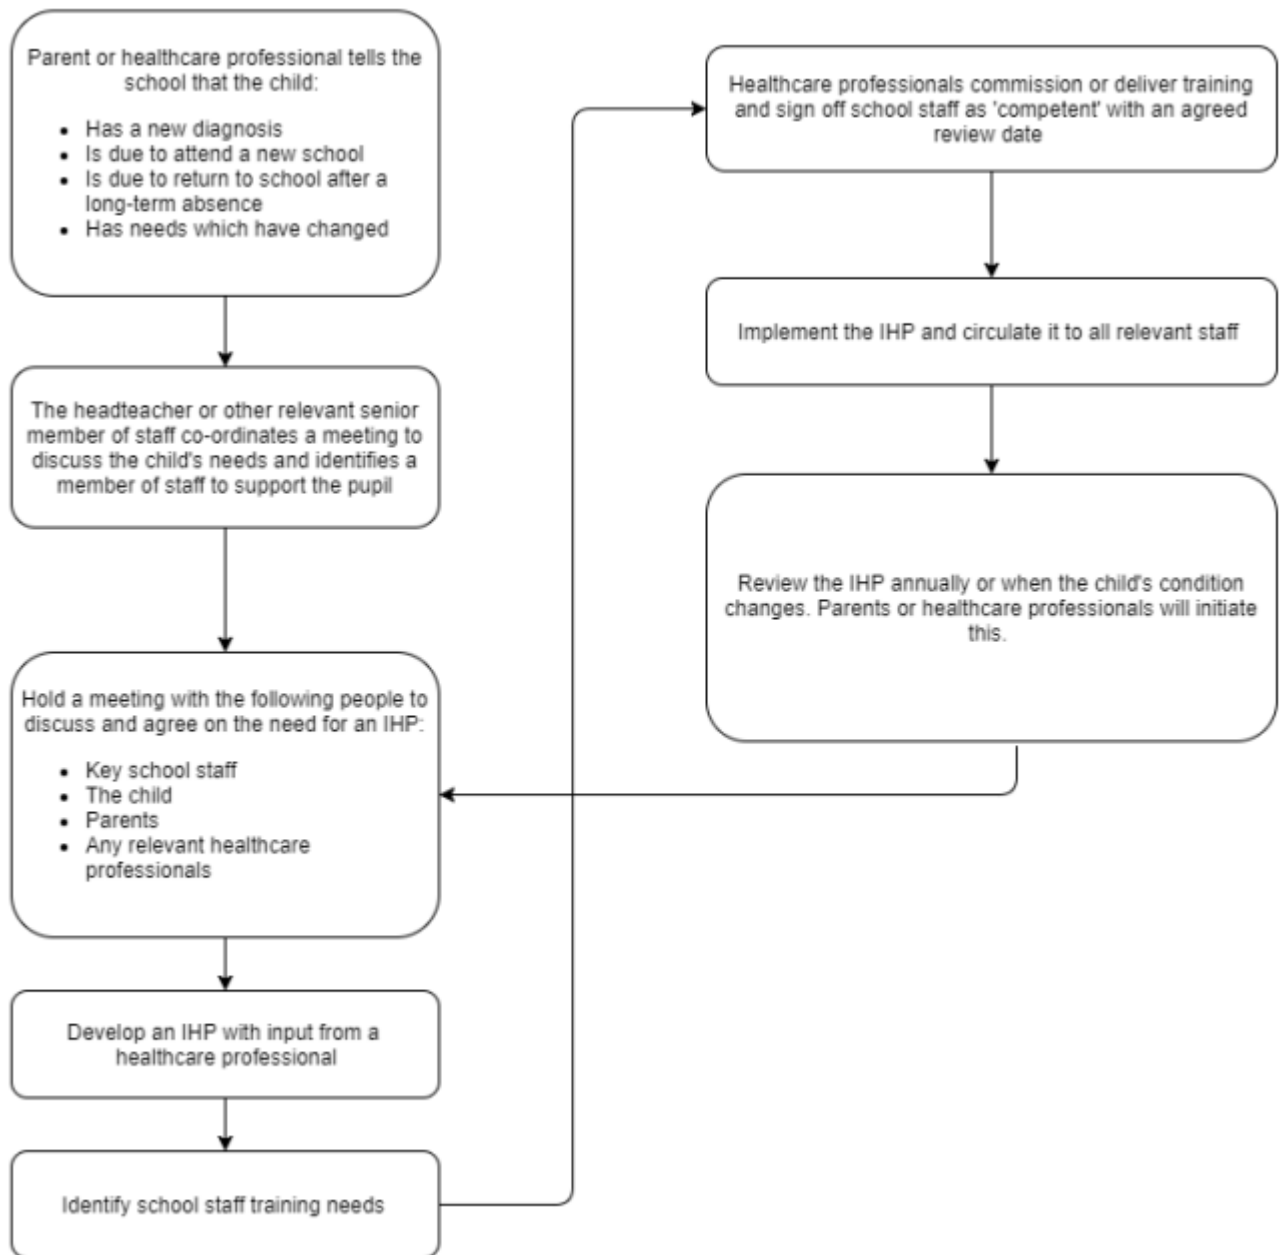 Parent or healthcare professional tells the
school that the child:
• Has a new diagnosis
• Is due to attend a new school
• Is due to return to school after a
long-term absence
• Has needs which have changed
The headteacher or other relevant senior
member of staff co-ordinates a meeting to
discuss the child's needs and identifies a
member of staff to support the pupil
Hold a meeting with the following people to
discuss and agree on the need for an IHP:
• Key school staff
• The child
• Parents
• Any relevant healthcare
professionals
Develop an IHP with input from a
healthcare professional
Identify school staff training needs
Healthcare professionals commission or deliver training
and sign off school staff as 'competent' with an agreed
review date
Implement the IHP and circulate it to all relevant staff
Review the IHP annually or when the child's condition
changes. Parents or healthcare professionals will initiate
this.